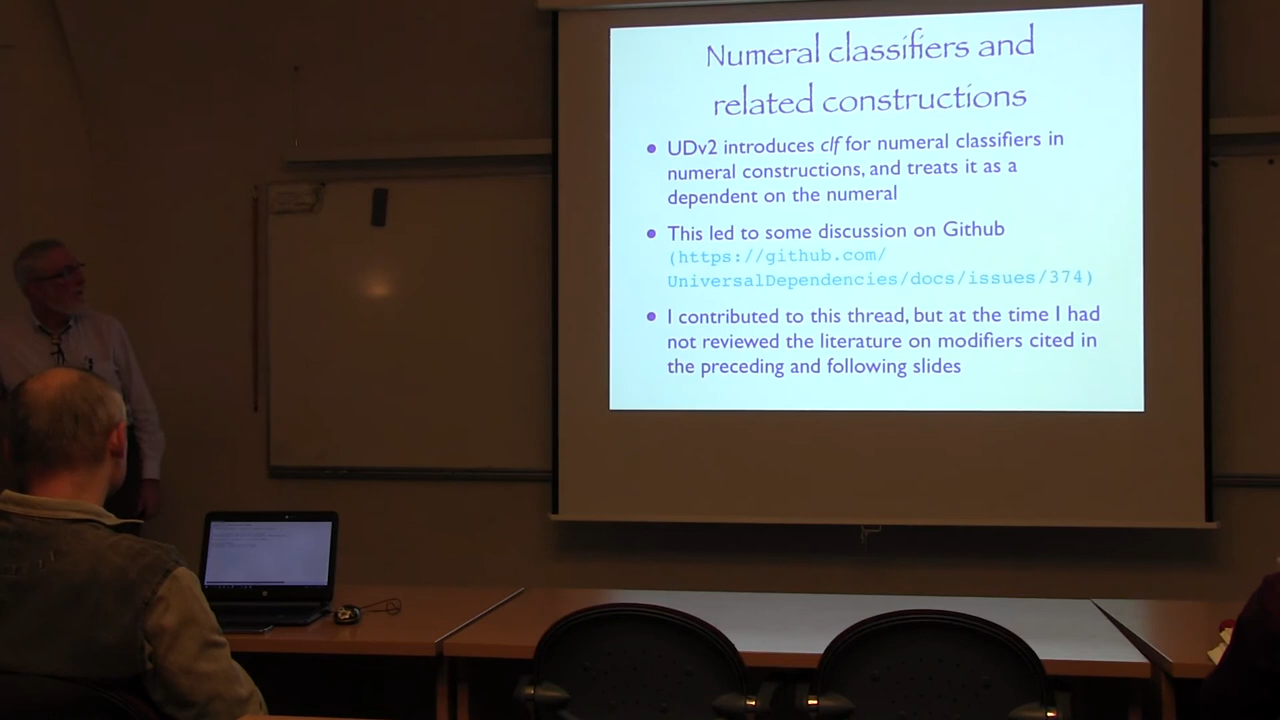 Numeral classifiers and
related constructions
• UDv2 introduces clf for numeral classifiers in
numeral constructions, and treats it as a
dependent on the numeral
• This led to some discussion on Github
(https://github.com/
UniversalDependencies/docs/issues/374)
• I contributed to this thread, but at the time I had
not reviewed the literature on modifiers cited in
the preceding and following slides